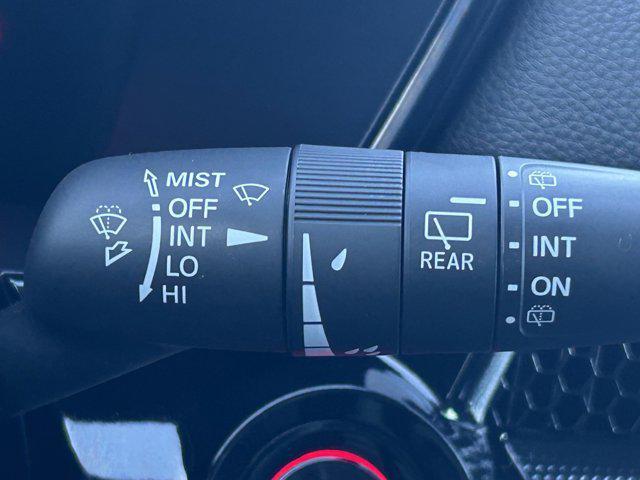 MIST
OFF
INT
LO
HI
REAR
OFF
INT
ON